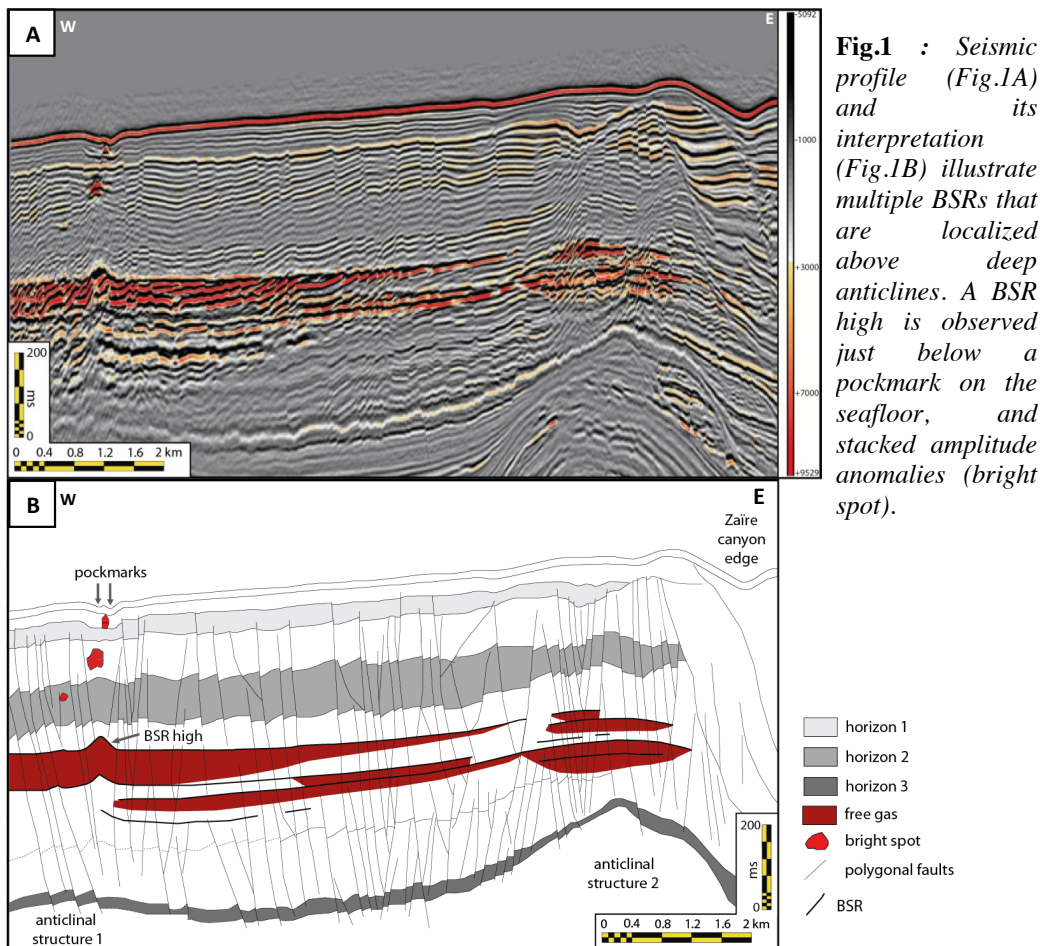 A
W
E
-5092
-1000
+3000
+7000
+9529
200
ms
0
0 0.4 0.8 1.2 1.6 2 km
Fig.1 : Seismic
profile (Fig.1A)
and its
interpretation
(Fig.1B) illustrate
multiple BSRs that
are localized
above deep
anticlines. A BSR
high is observed
just below a
pockmark on the
seafloor, and
stacked amplitude
anomalies (bright
spot).
B
W
E
Zaïre
canyon
edge
pockmarks
BSR high
anticlinal
structure 1
anticlinal
structure 2
200
ms
0
0 0.4 0.8 1.2 1.6 2 km
horizon 1
horizon 2
horizon 3
free gas
bright spot
polygonal faults
BSR